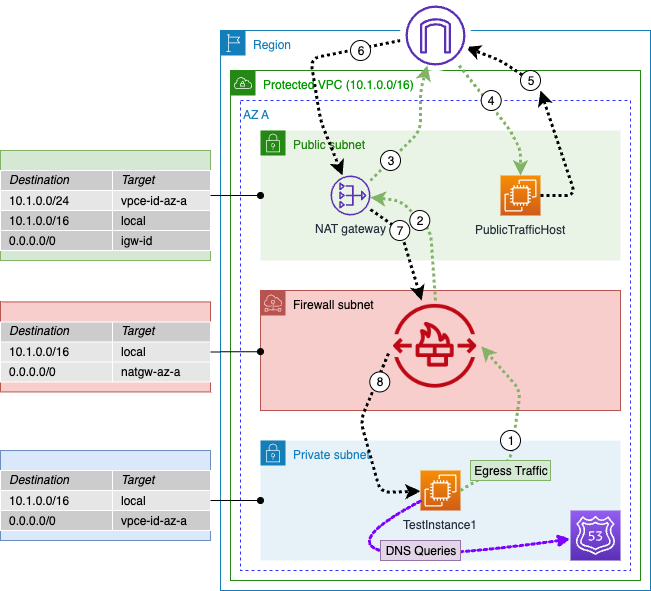 6
Region
5
Protected VPC (10.1.0.0/16)
4
AZ A
Public subnet
3
Destination Target
10.1.0.0/24 vpce-id-az-a
10.1.0.0/16 local
0.0.0.0/0 igw-id
NAT gateway
2
7
PublicTrafficHost
Firewall subnet
Destination Target
10.1.0.0/16 local
0.0.0.0/0 natgw-az-a
8
1
Private subnet
Egress Traffic
Destination Target
10.1.0.0/16 local
0.0.0.0/0 vpce-id-az-a
TestInstance1
53
DNS Queries